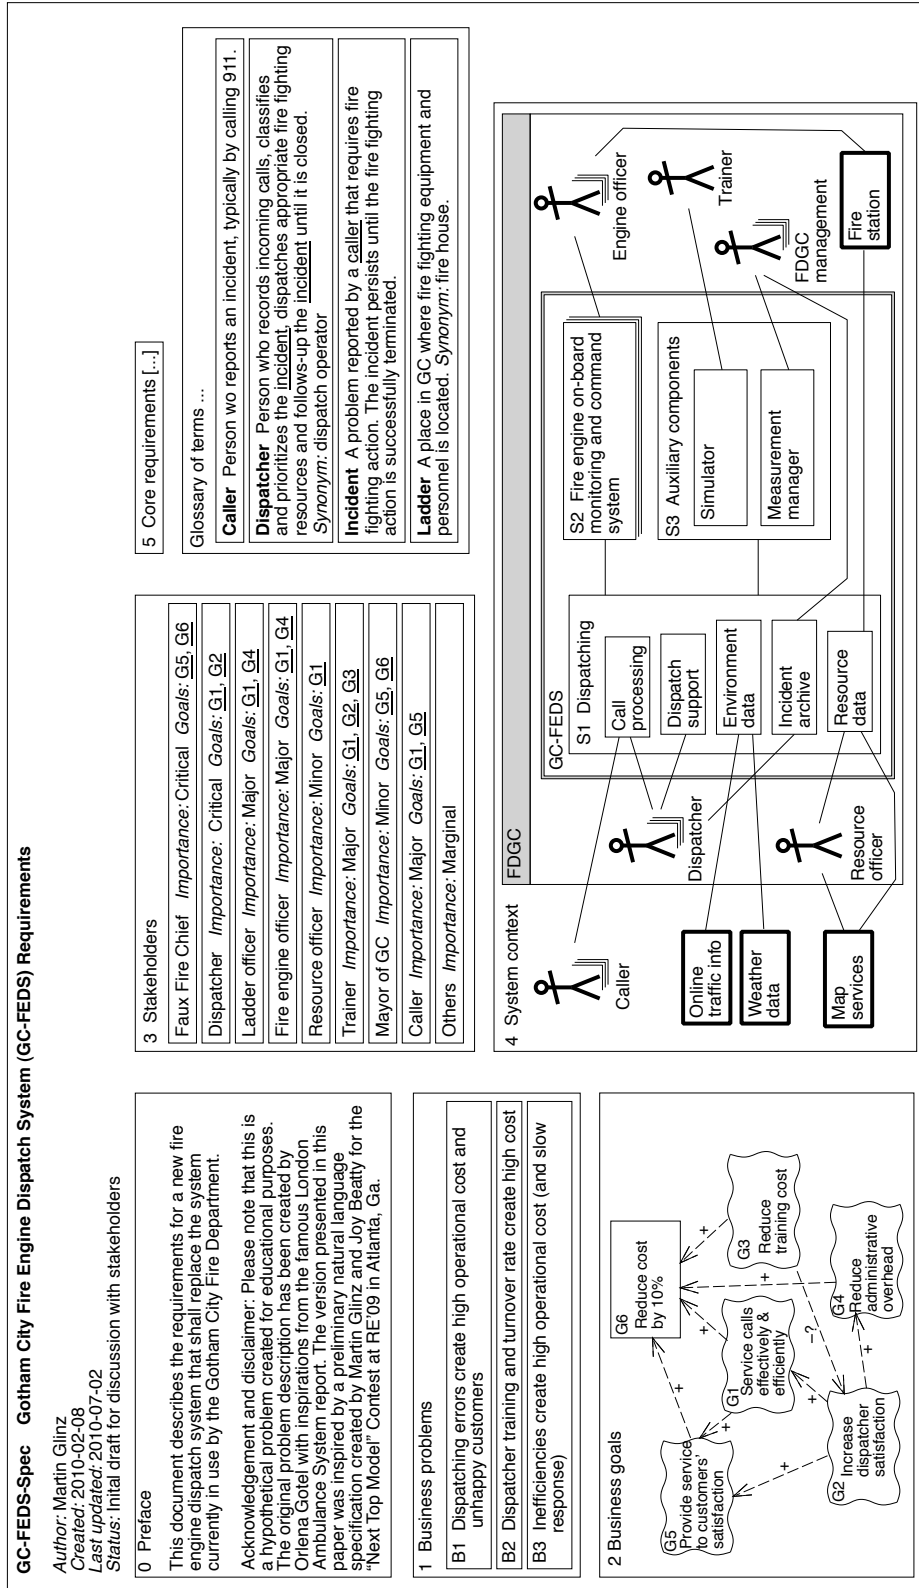 GC-FEDS-Spec Gotham City Fire Engine Dispatch System (GC-FEDS) Requirements
Author: Martin Glinz
Created: 2010-02-08
Last updated: 2010-07-02
Status: Inital draft for discussion with stakeholders
0 Preface
This document describes the requirements for a new fire
engine dispatch system that shall replace the system
currently in use by the Gotham City Fire Department.
Acknowledgement and disclaimer: Please note that this is
a hypothetical problem created for educational purposes.
The original problem description has been created by
Orlena Gotel with inspirations from the famous London
Ambulance System report. The version presented in this
paper was inspired by a preliminary natural language
specification created by Martin Glinz and Joy Beatty for the
“Next Top Model” Contest at RE'09 in Atlanta, Ga.
1 Business problems
B1 Dispatching errors create high operational cost and
unhappy customers
B2 Dispatcher training and turnover rate create high cost
B3 Inefficiencies create high operational cost (and slow
response)
2 Business goals
G6
Reduce cost
by 10%
G5
Provide service
to customers'
satisfaction
G1
Service calls
effectively &
efficiently
G3
Reduce
training cost
G4
Reduce
administrative
overhead
G2 Increase
dispatcher
satisfaction
+
+
+
+
+
+
+
+
–?
3 Stakeholders
Faux Fire Chief Importance: Critical Goals: G5, G6
Dispatcher Importance: Critical Goals: G1, G2
Ladder officer Importance: Major Goals: G1, G4
Fire engine officer Importance: Major Goals: G1, G4
Resource officer Importance: Minor Goals: G1
Trainer Importance: Major Goals: G1, G2, G3
Mayor of GC Importance: Minor Goals: G5, G6
Caller Importance: Major Goals: G1, G5
Others Importance: Marginal
4 System context
FDGC
GC-FEDS
S1 Dispatching
Call
processing
Dispatch
support
Environment
data
Incident
archive
Resource
data
S2 Fire engine on-board
monitoring and command
system
S3 Auxiliary components
Simulator
Measurement
manager
Caller
Online
traffic info
Weather
data
Map
services
Dispatcher
Resource
officer
Engine officer
Trainer
FDGC
management
Fire
station
5 Core requirements [...]
Glossary of terms ...
Caller Person wo reports an incident, typically by calling 911.
Dispatcher Person who records incoming calls, classifies
and prioritizes the incident, dispatches appropriate fire fighting
resources and follows-up the incident until it is closed.
Synonym: dispatch operator
Incident A problem reported by a caller that requires fire
fighting action. The incident persists until the fire fighting
action is successfully terminated.
Ladder A place in GC where fire fighting equipment and
personnel is located. Synonym: fire house.